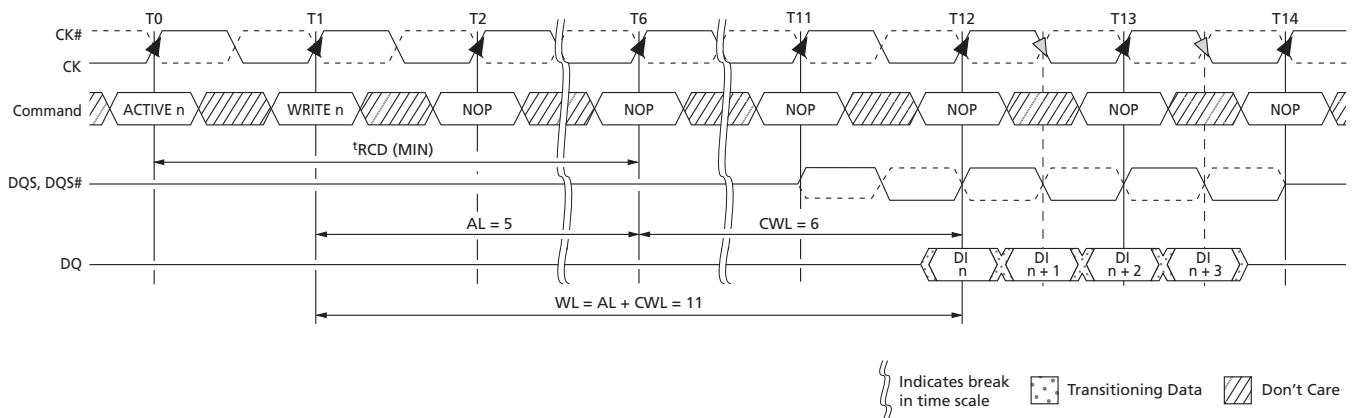 T0 T1 T2 T6 T11 T12 T13 T14
CK#
CK
Command ACTIVE n WRITE n NOP NOP NOP NOP NOP NOP
tRCD (MIN)
DQS, DQS#
AL = 5 CWL = 6
DQ DI n DI n + 1 DI n + 2 DI n + 3
WL = AL + CWL = 11
Indicates break
in time scale
Transitioning Data
Don't Care